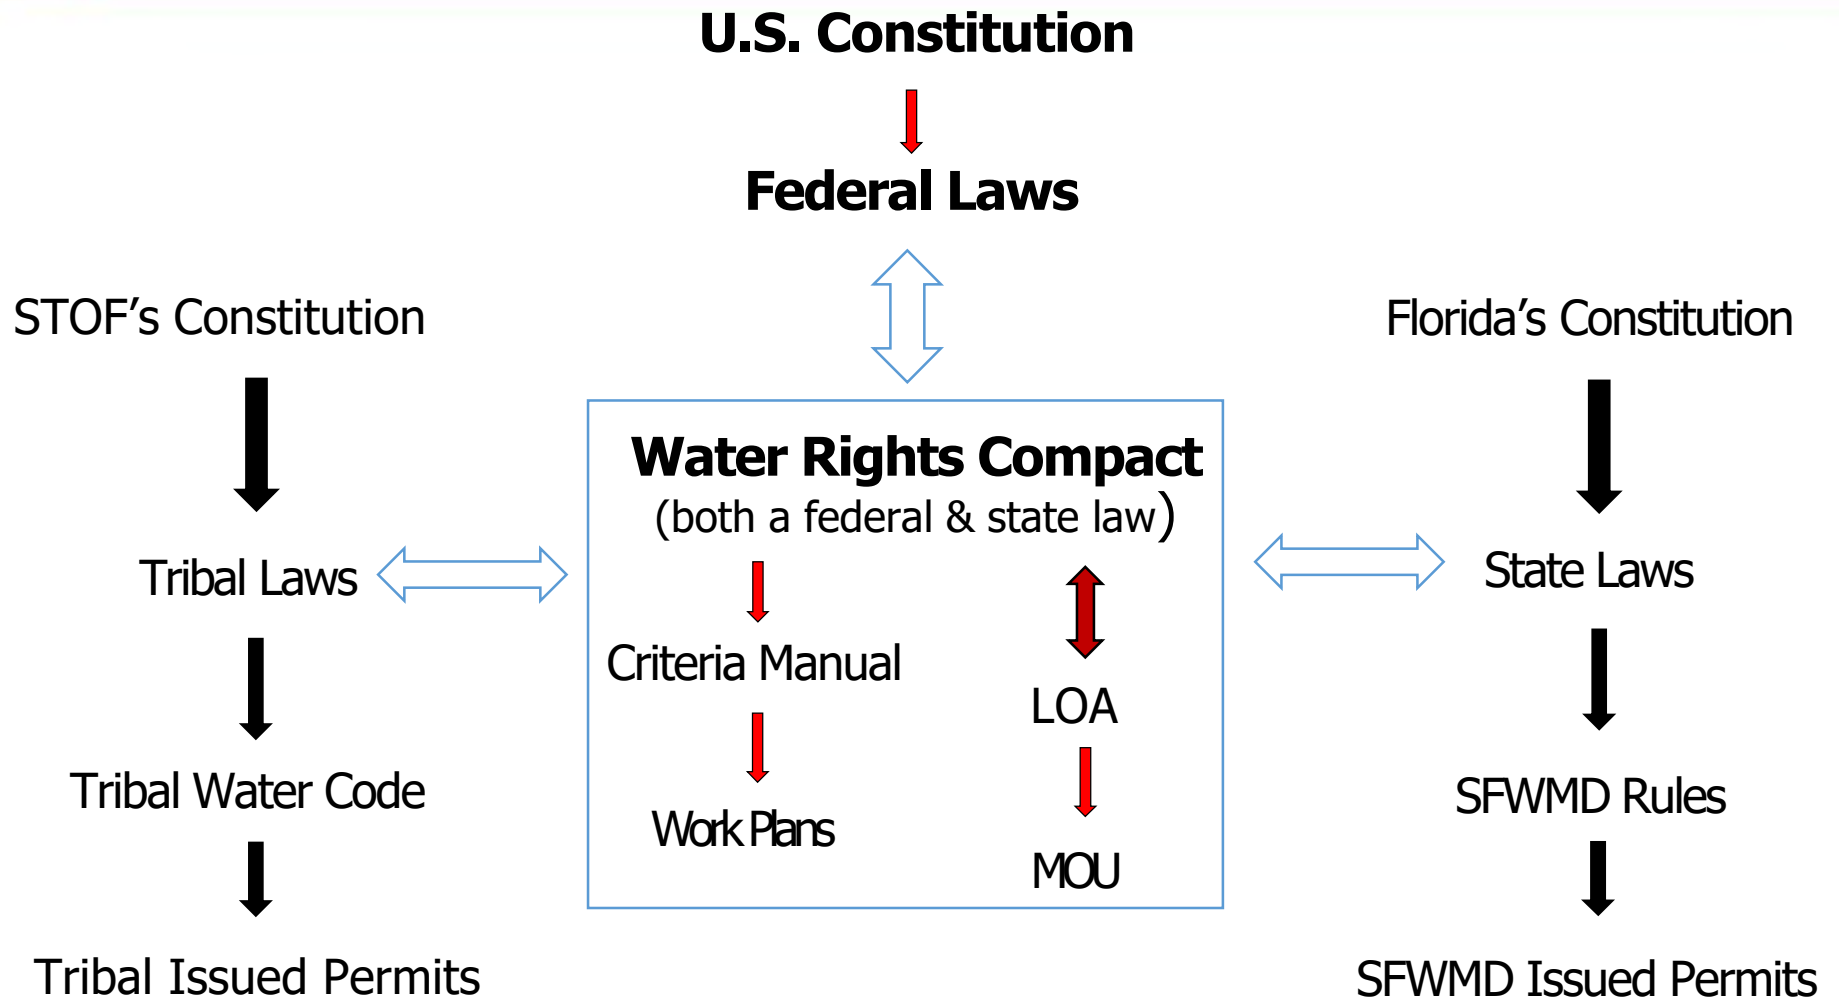 U.S. Constitution
Federal Laws
STOF’s Constitution
Florida’s Constitution
Water Rights Compact
(both a federal & state law)
Tribal Laws
State Laws
Criteria Manual
LOA
Tribal Water Code
SFWMD Rules
Work Plans
MOU
Tribal Issued Permits
SFWMD Issued Permits